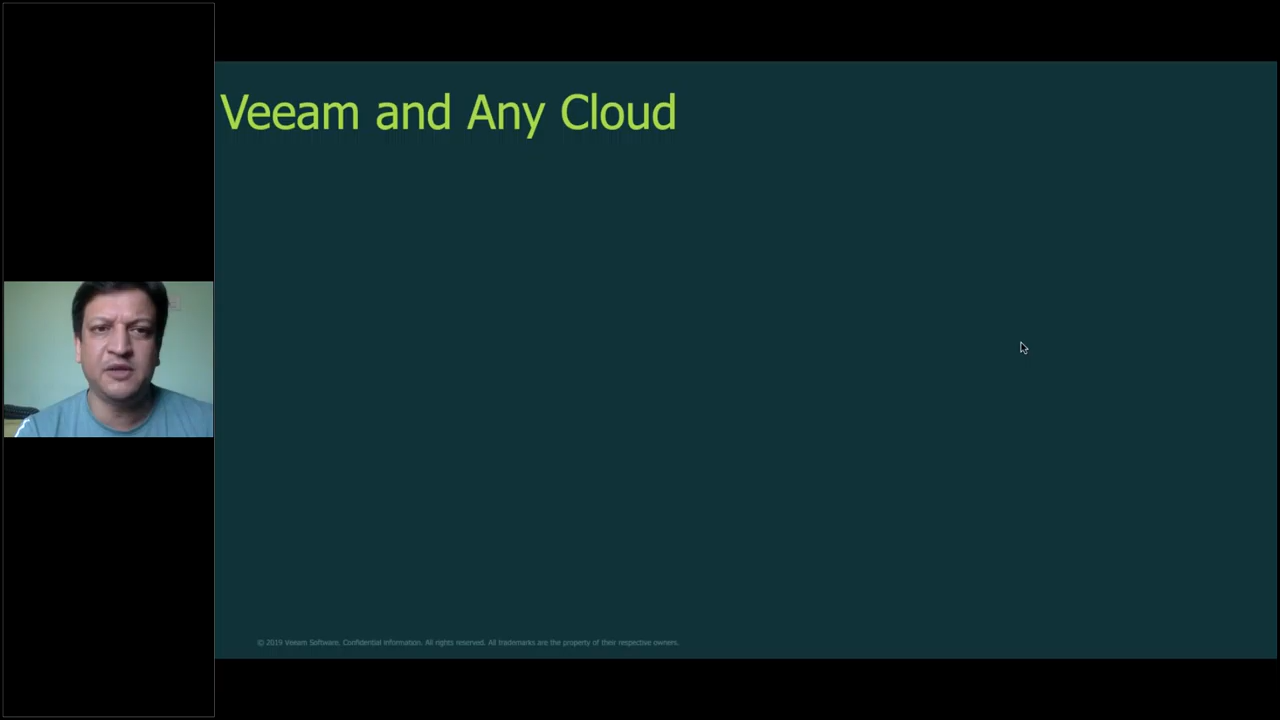 Veeam and Any Cloud
© 2019 Veeam Software. Confidential information. All rights reserved. All trademarks are the property of their respective owners.